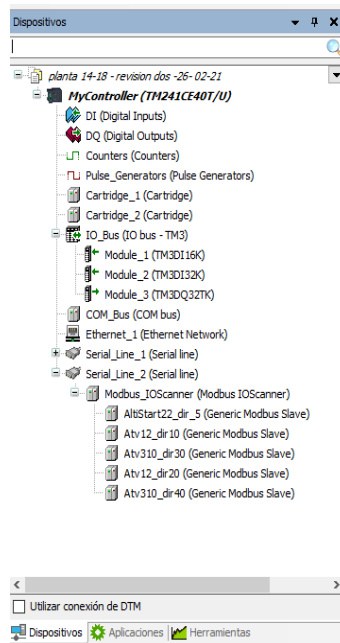 Dispositivos
planta 14-18 - revision dos -26- 02-21
MyController (TM241CE40T/U)
DI (Digital Inputs)
DQ (Digital Outputs)
Counters (Counters)
Pulse_Generators (Pulse Generators)
Cartridge_1 (Cartridge)
Cartridge_2 (Cartridge)
IO_Bus (IO bus - TM3)
Module_1 (TM3DI16K)
Module_2 (TM3DI32K)
Module_3 (TM3DQ32TK)
COM_Bus (COM bus)
Ethernet_1 (Ethernet Network)
Serial_Line_1 (Serial line)
Serial_Line_2 (Serial line)
Modbus_IOScanner (Modbus IOScanner)
AltiStart22_dir_5 (Generic Modbus Slave)
Atv12_dir10 (Generic Modbus Slave)
Atv310_dir30 (Generic Modbus Slave)
Atv12_dir20 (Generic Modbus Slave)
Atv310_dir40 (Generic Modbus Slave)
Utilizar conexión de DTM
Dispositivos Aplicaciones Herramientas